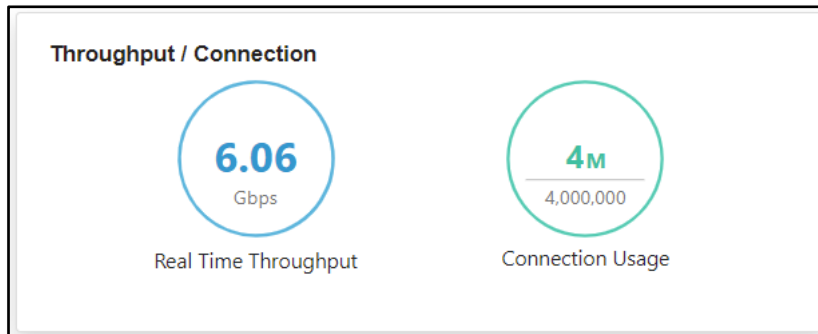 Throughput / Connection
6.06
Gbps
Real Time Throughput
4M
4,000,000
Connection Usage